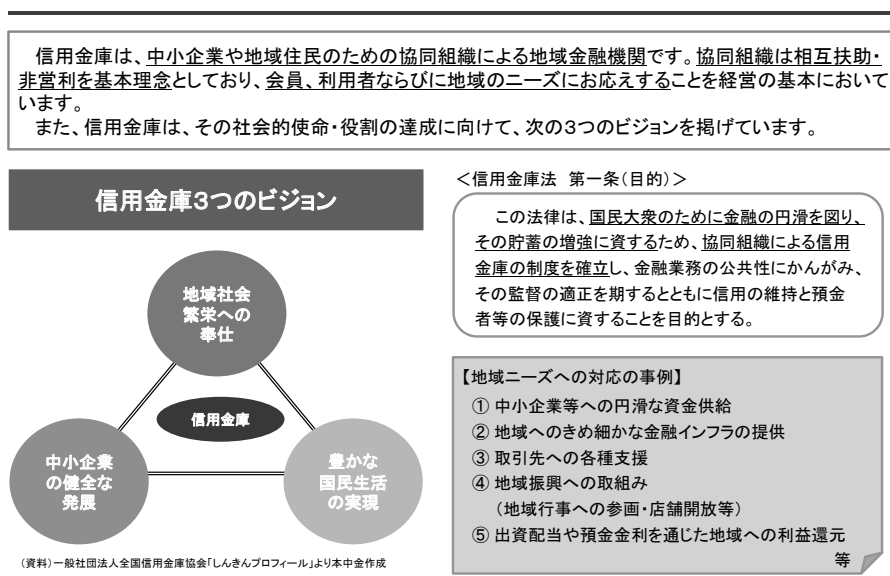 信用金庫は、中小企業や地域住民のための協同組織による地域金融機関です。協同組織は相互扶助・
非営利を基本理念としており、会員、利用者ならびに地域のニーズにお応えすることを経営の基本において
います。
また、信用金庫は、その社会的使命・役割の達成に向けて、次の3つのビジョンを掲げています。
信用金庫3つのビジョン
地域社会
繁栄への
奉仕
信用金庫
中小企業
の健全な
発展
豊かな
国民生活
の実現
（資料）一般社団法人全国信用金庫協会「しんきんプロフィール」より本中金作成
＜信用金庫法 第一条（目的）＞
この法律は、国民大衆のために金融の円滑を図り、
その貯蓄の増強に資するため、協同組織による信用
金庫の制度を確立し、金融業務の公共性にかんがみ、
その監督の適正を期するとともに信用の維持と預金
者等の保護に資することを目的とする。
【地域ニーズへの対応の事例】
① 中小企業等への円滑な資金供給
② 地域へのきめ細かな金融インフラの提供
③ 取引先への各種支援
④ 地域振興への取組み
（地域行事への参画・店舗開放等）
⑤ 出資配当や預金金利を通じた地域への利益還元
等